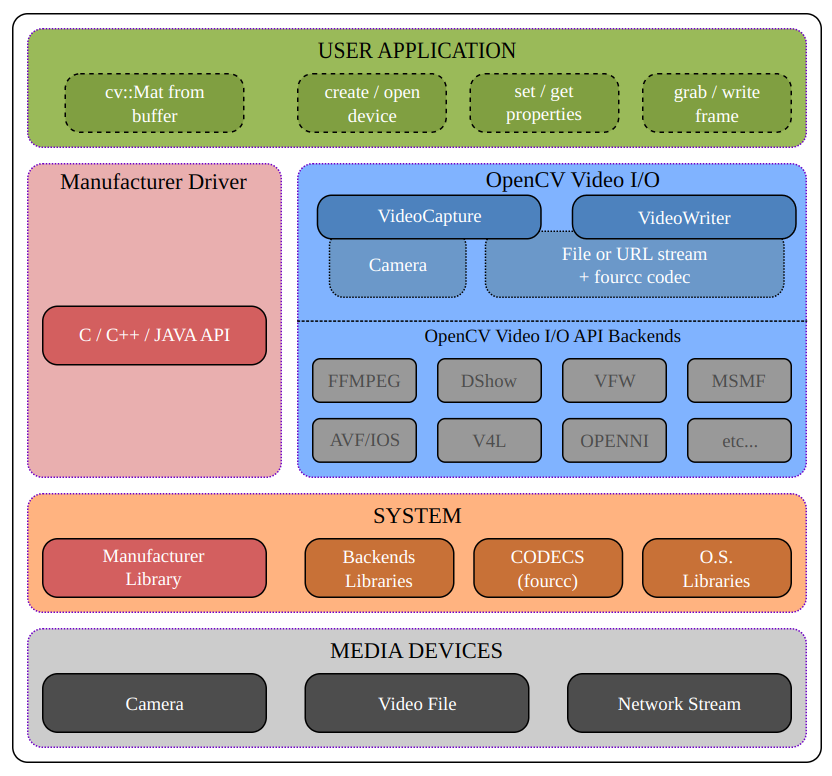 USER APPLICATION
cv::Mat from
buffer
create / open
device
set / get
properties
grab / write
frame
Manufacturer Driver
C / C++ / JAVA API
OpenCV Video I/O
VideoCapture
VideoWriter
Camera
File or URL stream
+ fourcc codec
OpenCV Video I/O API Backends
FFMPEG
DShow
VFW
MSMF
AVF/IOS
V4L
OPENNI
etc...
SYSTEM
Manufacturer
Library
Backends
Libraries
CODECS
(fourcc)
O.S.
Libraries
MEDIA DEVICES
Camera
Video File
Network Stream